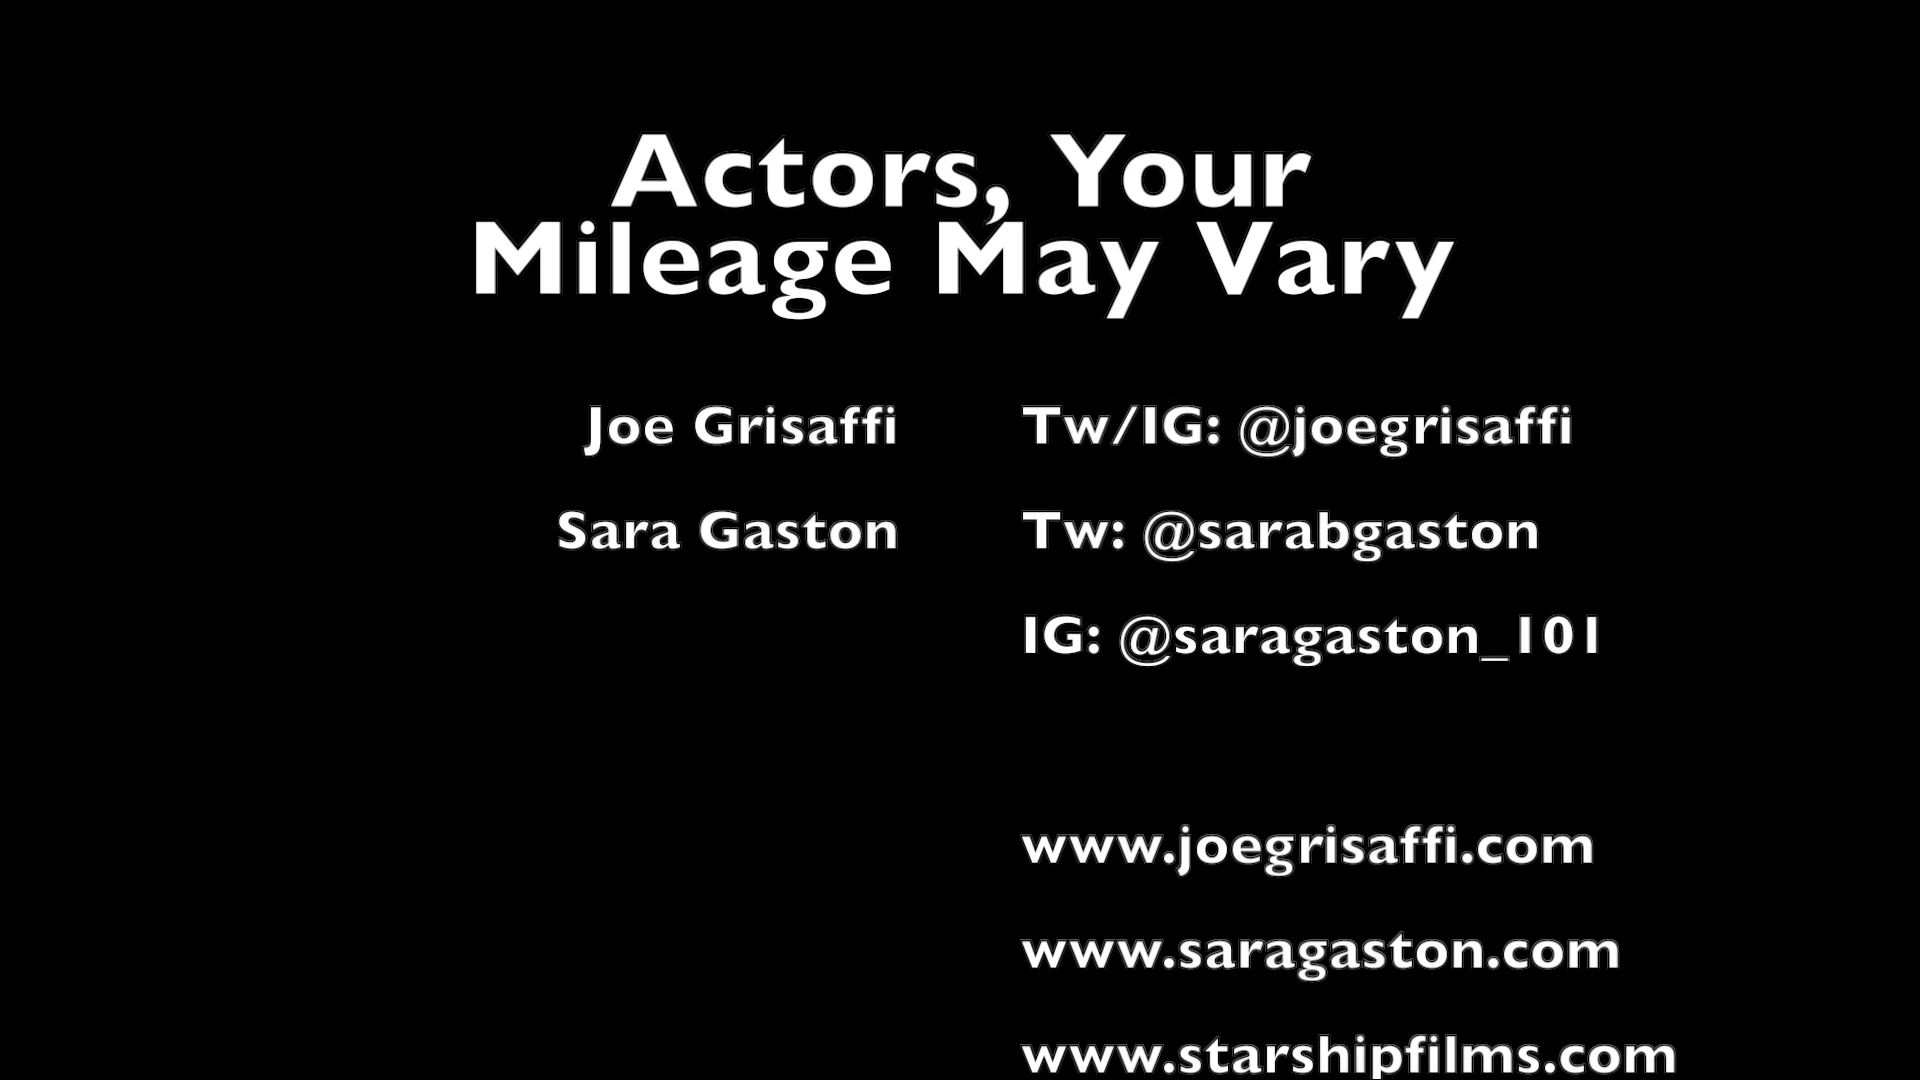 Actors, Your
Mileage May Vary
Joe Grisaffi Tw/IG: @joegrisaffi
Sara Gaston Tw: @sarabgaston
IG: @saragaston_101
www.joegrisaffi.com
www.saragaston.com
www.starshipfilms.com